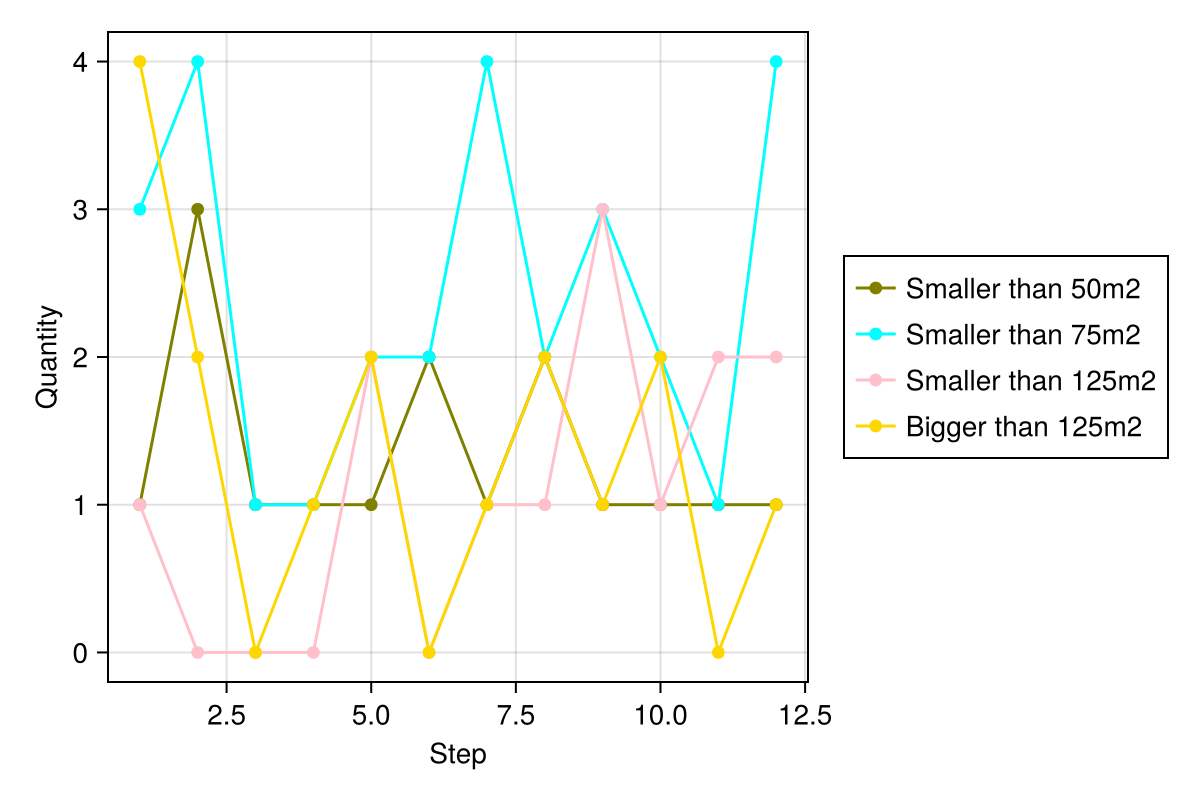 4
3
2
1
0
Quantity
2.5 5.0 7.5 10.0 12.5
Step
Smaller than 50m2
Smaller than 75m2
Smaller than 125m2
Bigger than 125m2